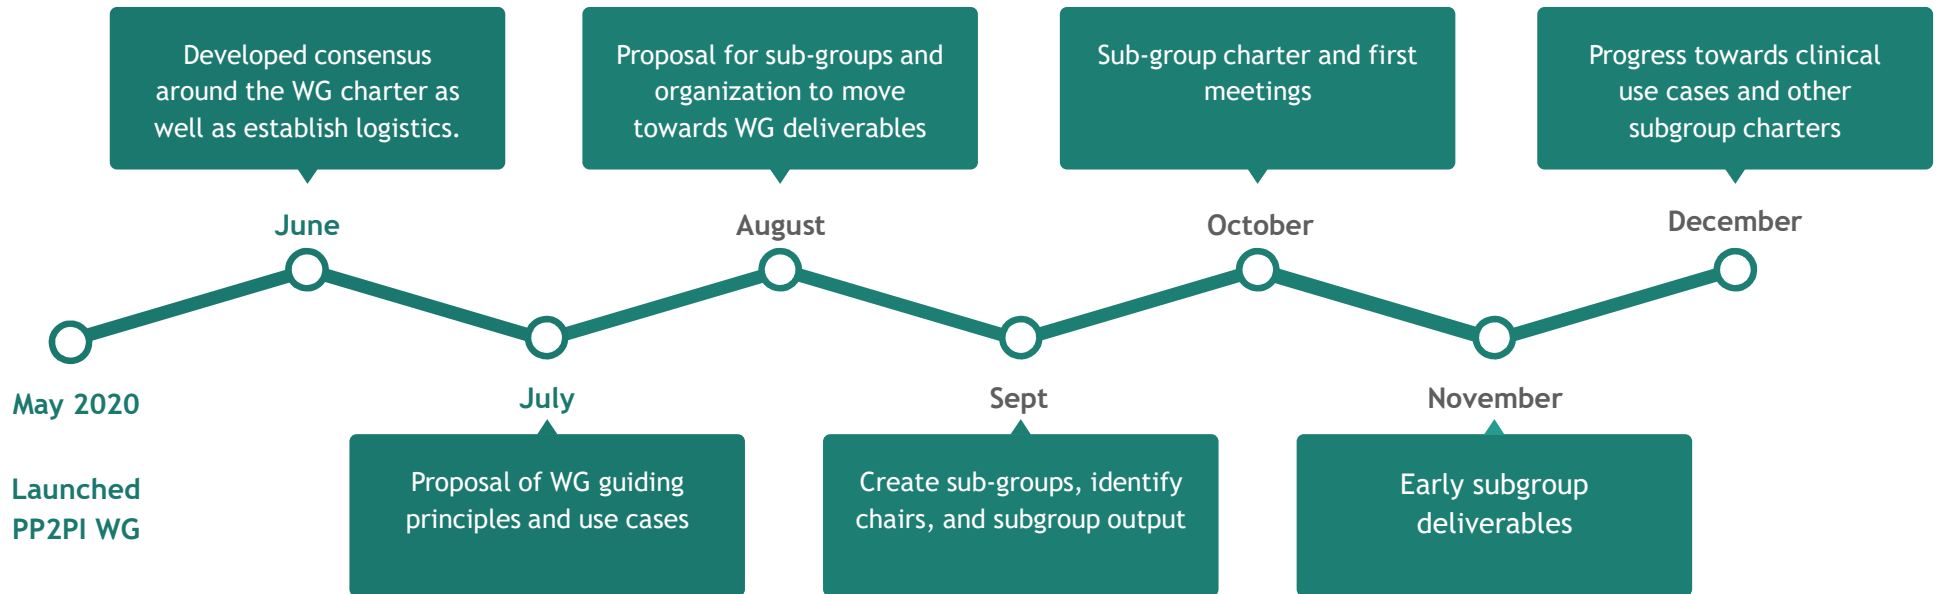 Developed consensus
around the WG charter as
well as establish logistics.
Proposal for sub-groups and
organization to move
towards WG deliverables
Sub-group charter and first
meetings
Progress towards clinical
use cases and other
subgroup charters
June
August
October
December
May 2020
Launched
PP2PI WG
July
Sept
November
Proposal of WG guiding
principles and use cases
Create sub-groups, identify
chairs, and subgroup output
Early subgroup
deliverables